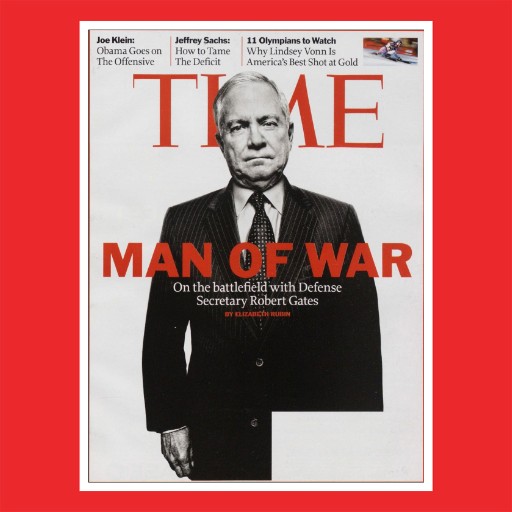 Joe Klein:
Obama Goes on
The Offensive
Jeffrey Sachs:
How to Tame
The Deficit
11 Olympians to Watch
Why Lindsey Vonn Is
America's Best Shot at Gold
TIME
MAN OF WAR
On the battlefield with Defense
Secretary Robert Gates
BY ELIZABETH RUBIN